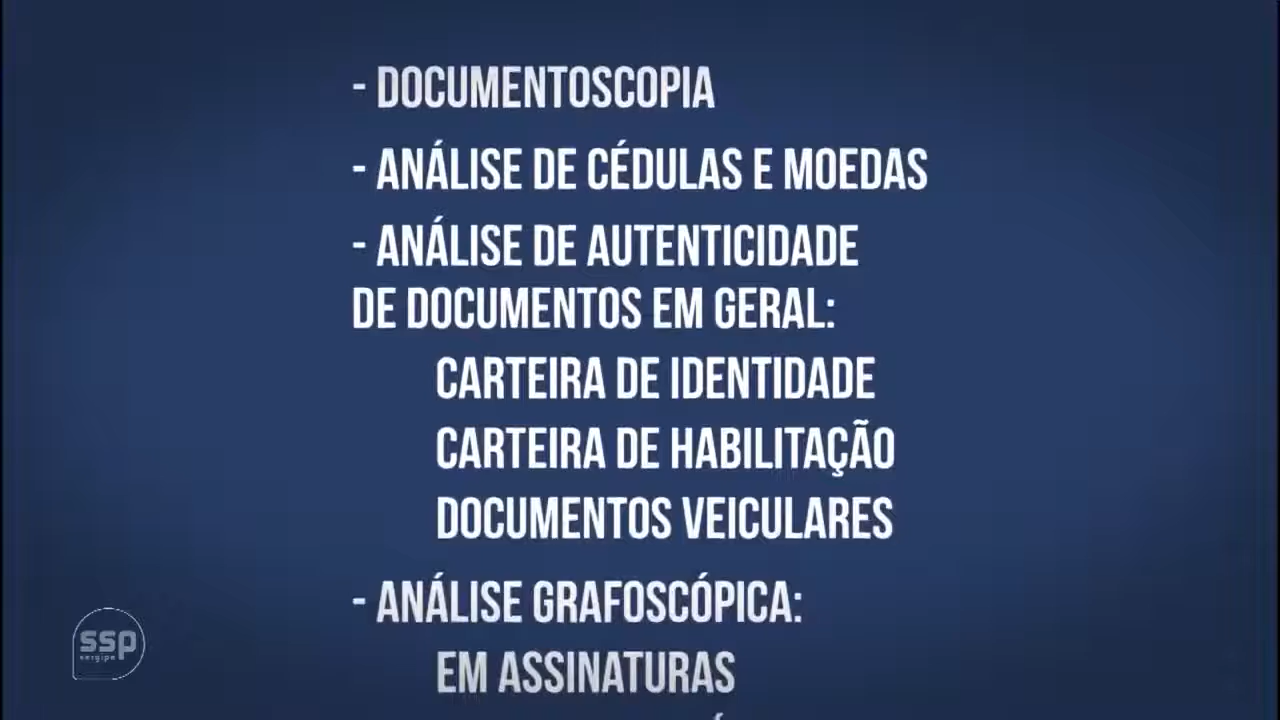 - DOCUMENTOSCOPIA
- ANÁLISE DE CÉDULAS E MOEDAS
- ANÁLISE DE AUTENTICIDADE
DE DOCUMENTOS EM GERAL:
CARTEIRA DE IDENTIDADE
CARTEIRA DE HABILITAÇÃO
DOCUMENTOS VEICULARES
- ANÁLISE GRAFOSCÓPICA:
EM ASSINATURAS
ssp
sergipe